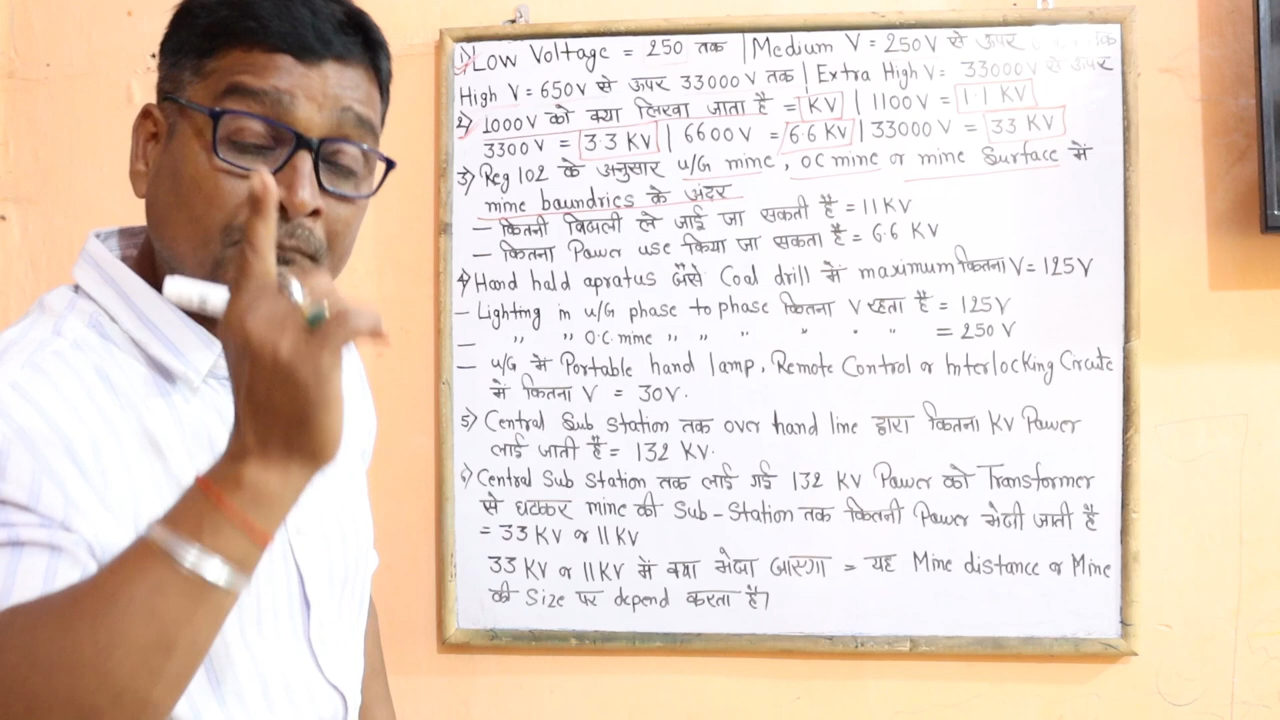 1) Low Voltage = 250 तक | Medium V = 250V से ऊपर
High V = 650V से ऊपर 33000V तक | Extra High V = 33000V से ऊपर
2) 1000V को क्या लिखा जाता है = KV | 1100V = 1.1 KV
3300V = 3.3 KV | 6600V = 6.6 KV | 33000V = 33 KV
3) Reg 102 के अनुसार u/G mine, OC mine or mine Surface में
mine baundries के अंदर
- कितनी बिजली ले जाई जा सकती है = 11KV
- कितना Power use किया जा सकता है = 6.6 KV
4) Hand hald apratus जैसे Coal drill में maximum कितना V = 125V
- Lighting in u/G phase to phase कितना V रहता है = 125V
- " " O.C. mine " " " " " " = 250V
- u/G में Portable hand lamp, Remote Control or Interlocking Circute
में कितना V = 30V.
5) Central Sub Station तक over hand line द्वारा कितना KV Power
लाई जाती है = 132 KV.
6) Central Sub Station तक लाई गई 132 KV Power को Transformer
से घटाकर mine की Sub-Station तक कितनी Power भेजी जाती है
= 33 KV or 11 KV
33 KV or 11KV में क्या भेजा जाएगा = यह Mine distance or Mine
की Size पर depend करता है।